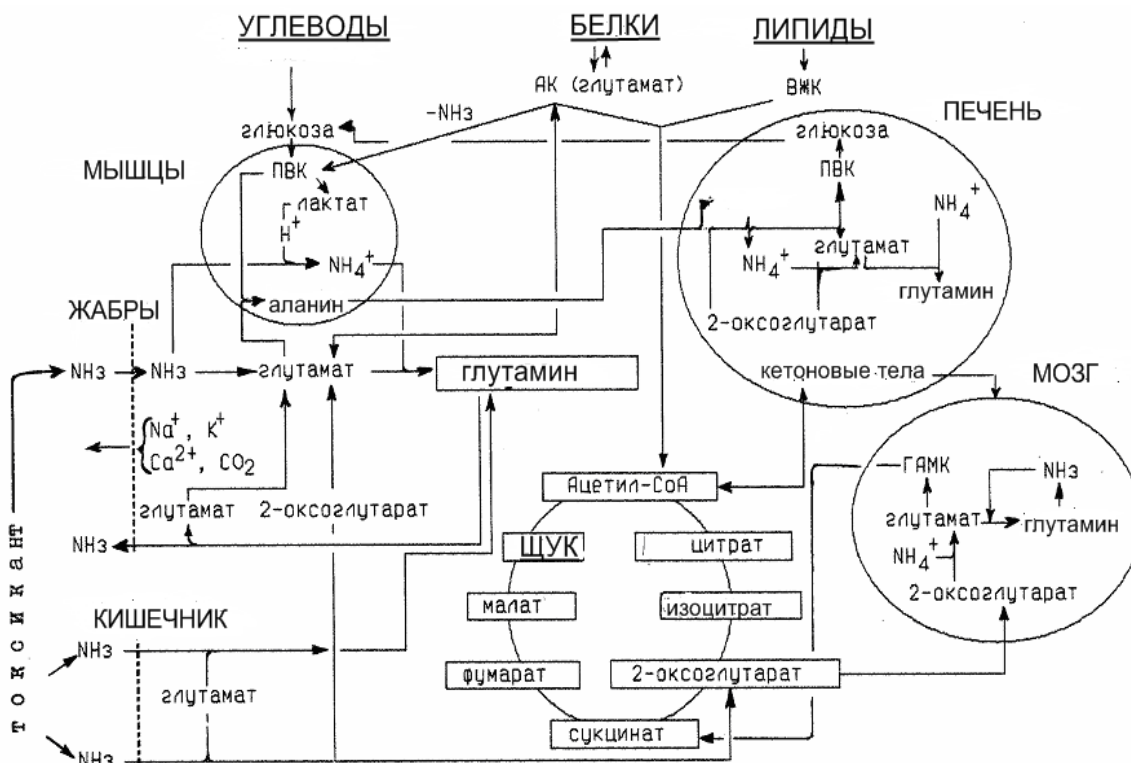 УГЛЕВОДЫ БЕЛКИ ЛИПИДЫ
АК (глутамат) ВЖК
-NH3 ПЕЧЕНЬ
глюкоза глюкоза
МЫШЦЫ ПВК ПВК
лактат NH4+
H+ глутамат
NH4+ NH4+
аланин глутамин
ЖАБРЫ 2-оксоглутарат
NH3 NH3 глутамат глутамин кетоновые тела МОЗГ
Na+, K+
Ca2+, CO2 ГАМК NH3
Ацетил-CoA
глутамат 2-оксоглутарат глутамат глутамин
NH3 ЩУК цитрат NH4+
2-оксоглутарат
малат изоцитрат
КИШЕЧНИК
NH3 фумарат 2-оксоглутарат
глутамат
сукцинат
NH3
токсикант